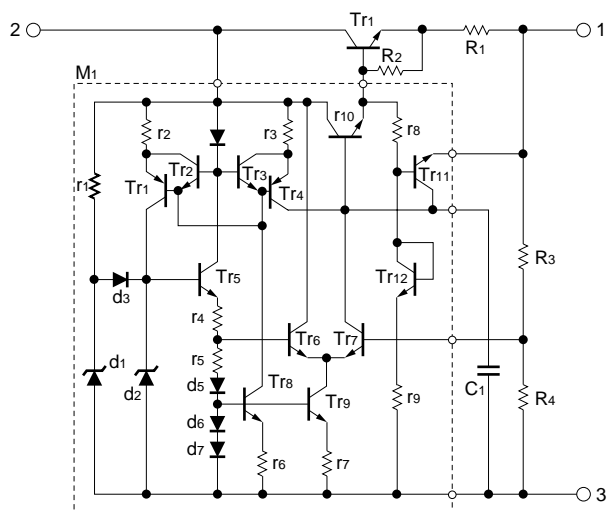 Tr1
2
1
R1
R2
M1
r10
r2
r3
r8
Tr2
Tr3
Tr11
r1
Tr1
Tr4
R3
Tr12
d3
Tr5
r4
Tr6
Tr7
r5
d1
d2
d5
Tr8
Tr9
C1
R4
r9
d6
d7
r6
r7
3